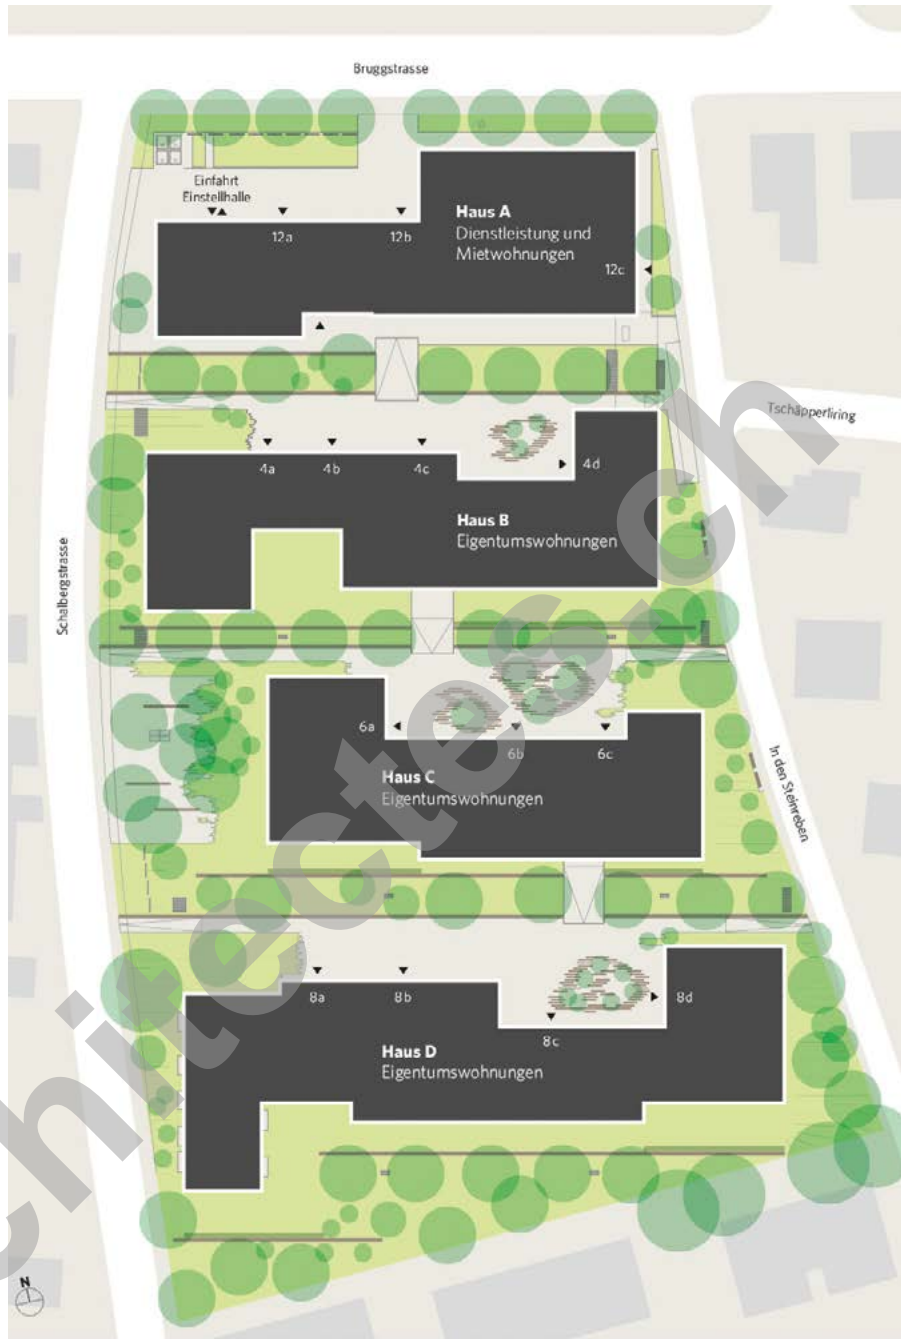 Bruggstrasse
Einfahrt
Einstellhalle
12a
12b
Haus A
Dienstleistung und
Mietwohnungen
12c
Tschäpperliring
4a
4b
4c
4d
Haus B
Eigentumswohnungen
Schalbergstrasse
6a
6b
6c
In den Steinreben
Haus C
Eigentumswohnungen
8a
8b
8c
8d
Haus D
Eigentumswohnungen
N
chitectes.ch